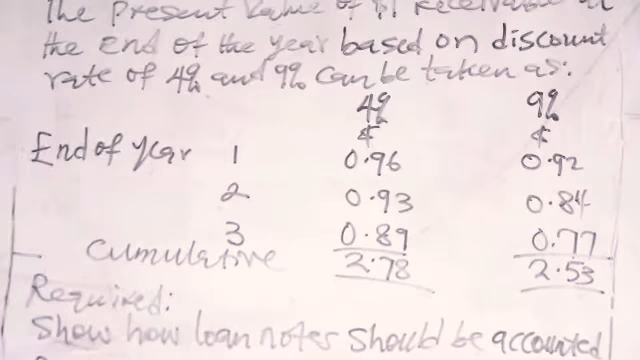 The Present Value of $1 Receivable at
the End of the year based on discount
rate of 4% and 9% can be taken as:
4% 9%
¢ ¢
End of year 1 0.96 0.92
2 0.93 0.84
3 0.89 0.77
Cumulative 2.78 2.53
Required:
Show how loan notes should be accounted